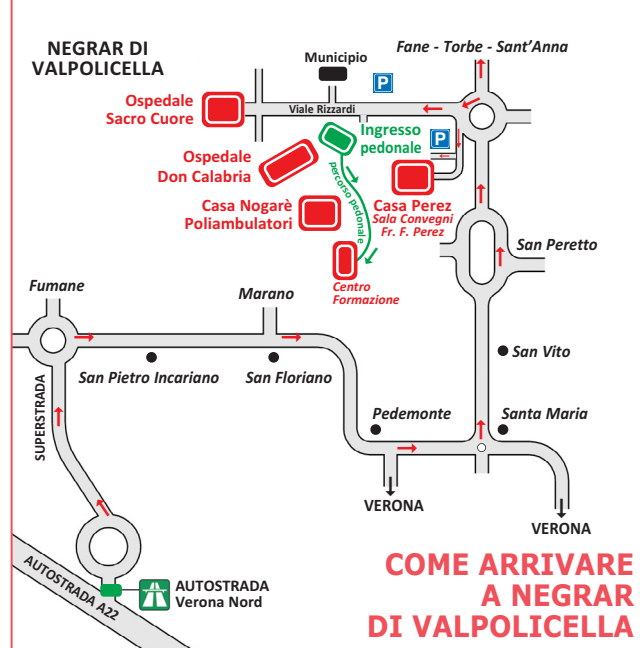 NEGRAR DI
VALPOLICELLA
Municipio
P
Fane - Torbe - Sant'Anna
Ospedale
Sacro Cuore
Viale Rizzardi
Ingresso
pedonale
P
Ospedale
Don Calabria
percorso pedonale
Casa Nogarè
Poliambulatori
Casa Perez
Sala Convegni
Fr. F. Perez
San Peretto
Centro
Formazione
Fumane
Marano
San Vito
San Pietro Incariano
San Floriano
SUPERSTRADA
Pedemonte
Santa Maria
VERONA
VERONA
AUTOSTRADA A22
AUTOSTRADA
Verona Nord
COME ARRIVARE
A NEGRAR
DI VALPOLICELLA